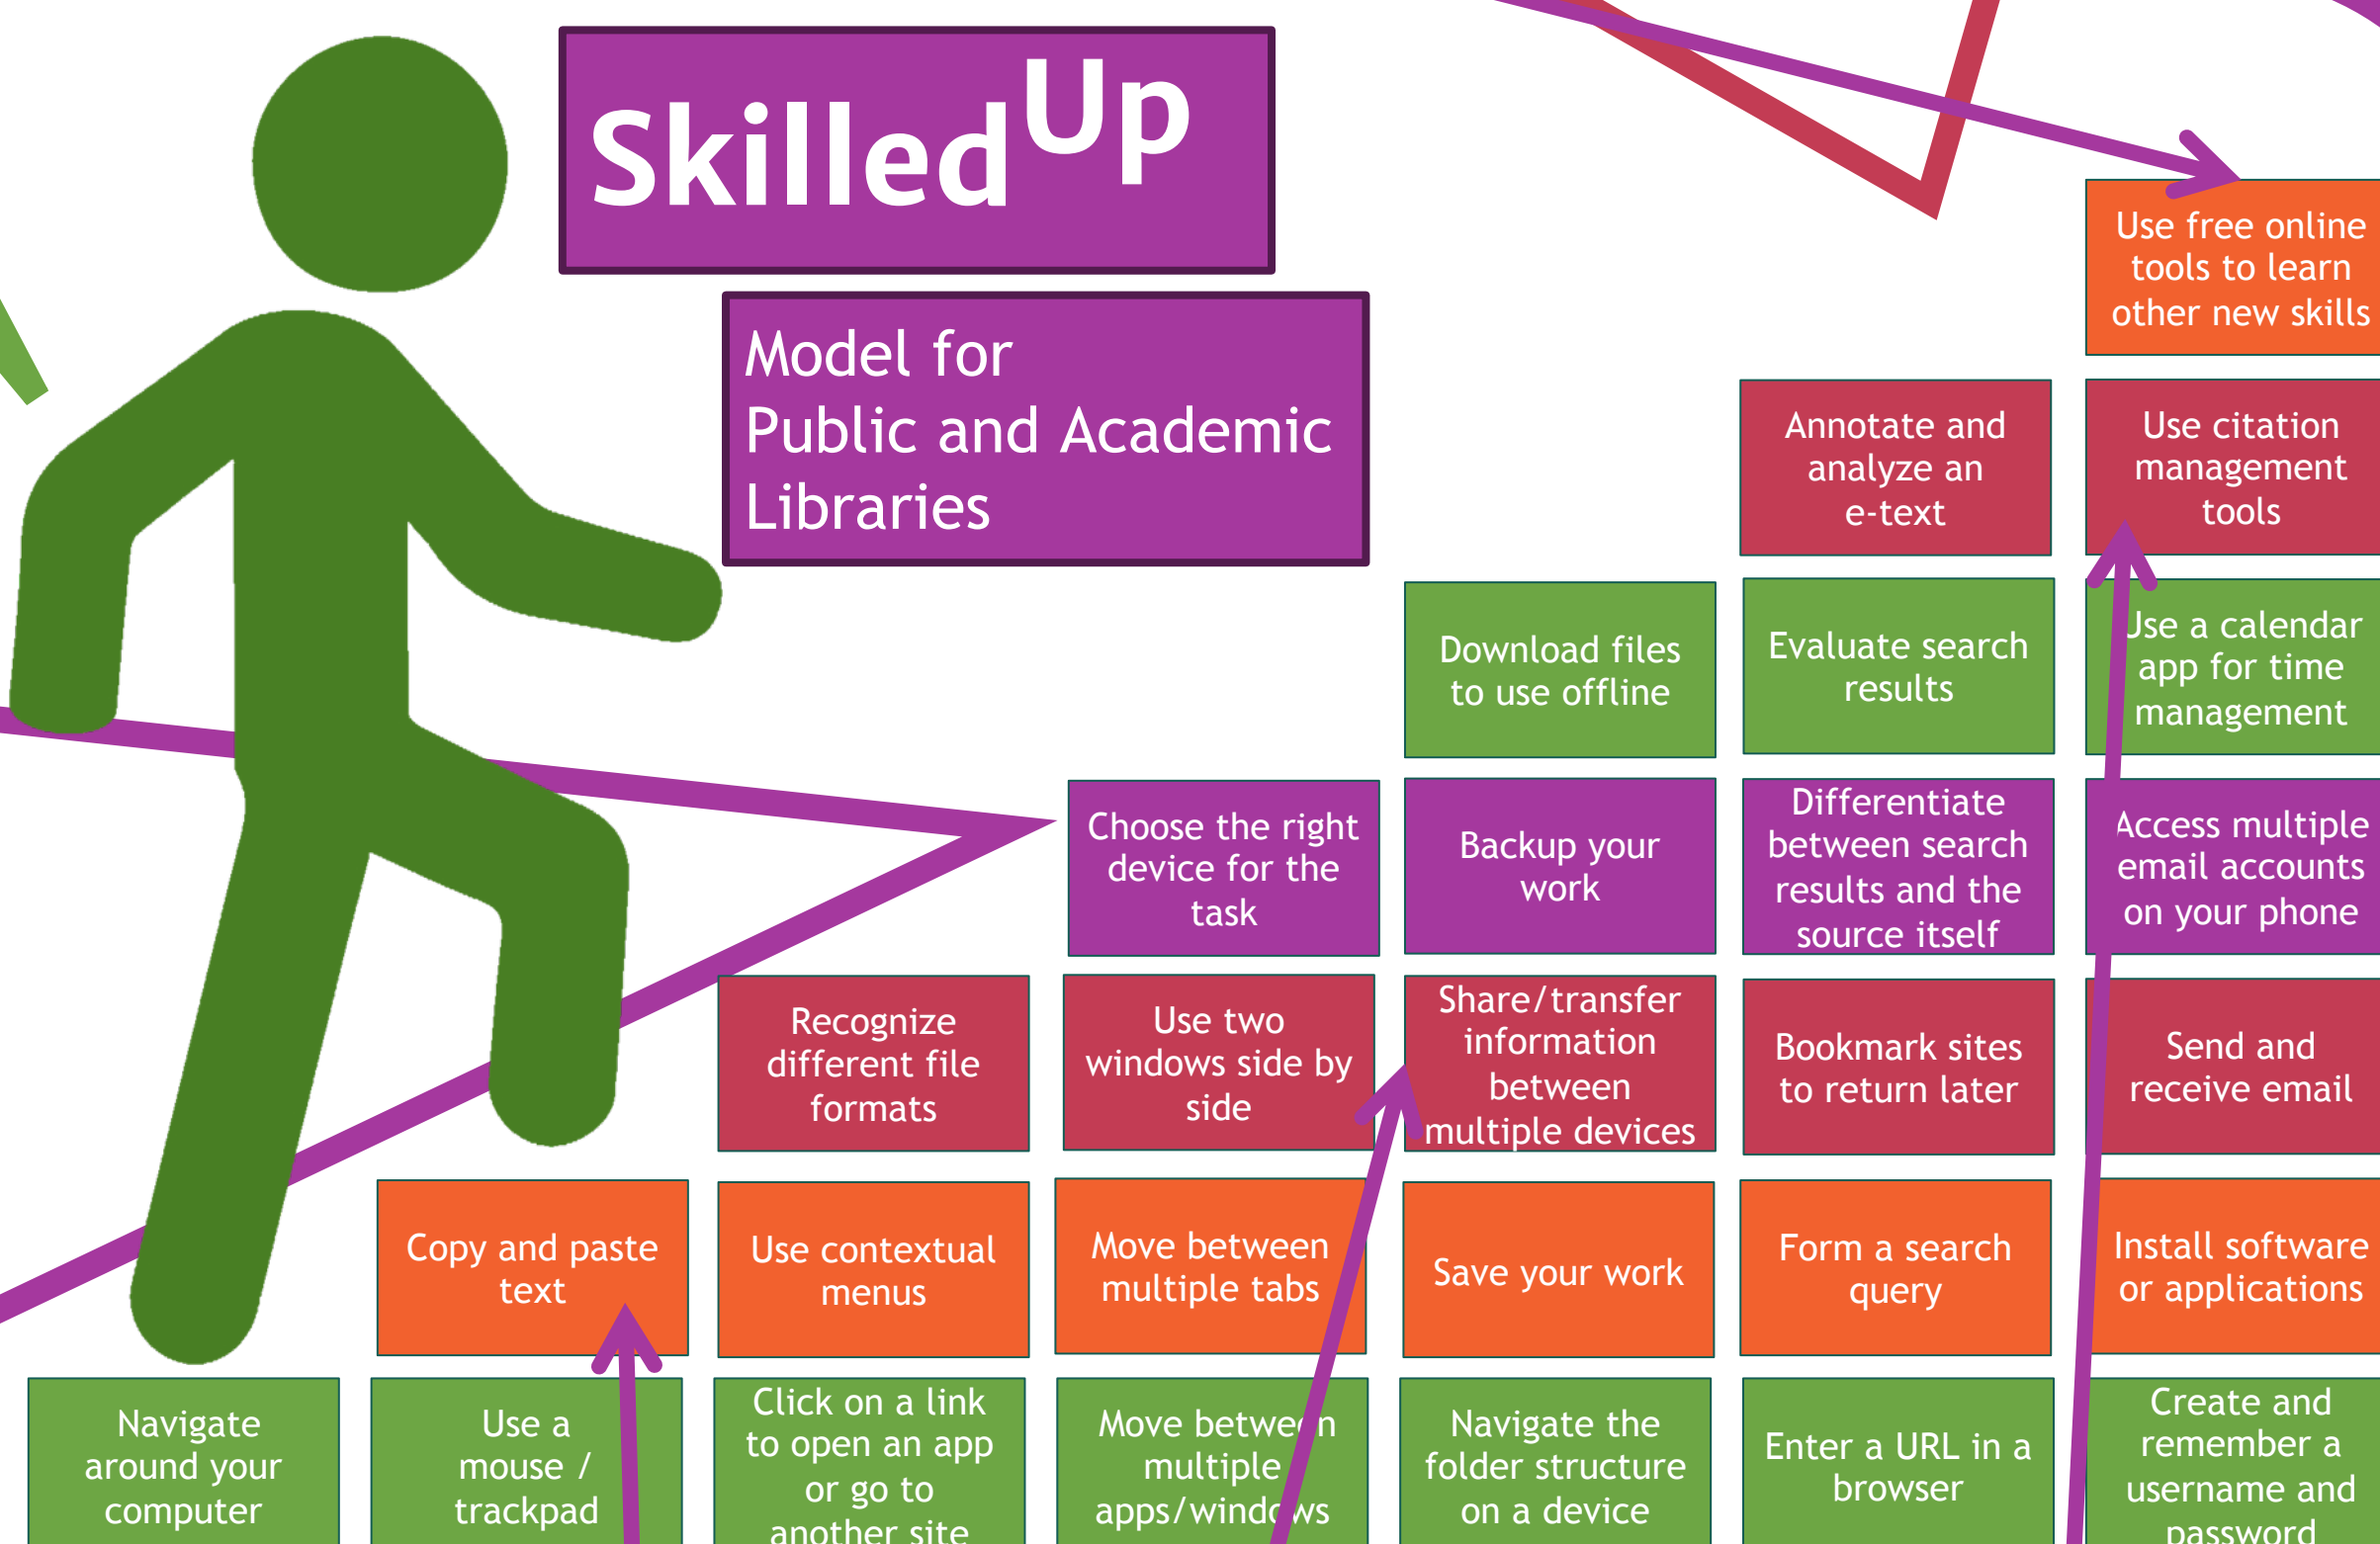 SkilledUp
Model for
Public and Academic
Libraries
Use free online
tools to learn
other new skills
Annotate and
analyze an
e-text
Use citation
management
tools
Download files
to use offline
Evaluate search
results
Use a calendar
app for time
management
Choose the right
device for the
task
Backup your
work
Differentiate
between search
results and the
source itself
Access multiple
email accounts
on your phone
Recognize
different file
formats
Use two
windows side by
side
Share/transfer
information
between
multiple devices
Bookmark sites
to return later
Send and
receive email
Copy and paste
text
Use contextual
menus
Move between
multiple tabs
Save your work
Form a search
query
Install software
or applications
Navigate
around your
computer
Use a
mouse /
trackpad
Click on a link
to open an app
or go to
another site
Move between
multiple
apps/windows
Navigate the
folder structure
on a device
Enter a URL in a
browser
Create and
remember a
username and
password